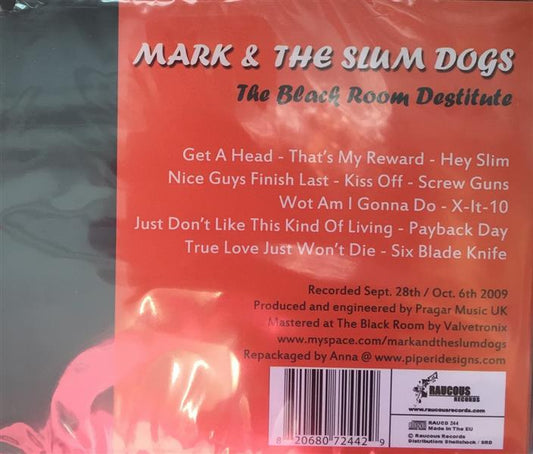 MARK & THE SLUM DOGS
The Black Room Destitute
Get A Head - That's My Reward - Hey Slim
Nice Guys Finish Last - Kiss Off - Screw Guns
Wot Am I Gonna Do - X-It-10
Just Don't Like This Kind Of Living - Payback Day
True Love Just Won't Die - Six Blade Knife
Recorded Sept. 28th / Oct. 6th 2009
Produced and engineered by Pragar Music UK
Mastered at The Black Room by Valvetronix
www.myspace.com/markandtheslumdogs
Repackaged by Anna @ www.piperidesigns.com
8 20680 72442 9
RAUCOUS
RECORDS
www.raucousrecords.com
RAUCD 244
Made In The EU
© Raucous Records
Distribution: Shellshock / SRD